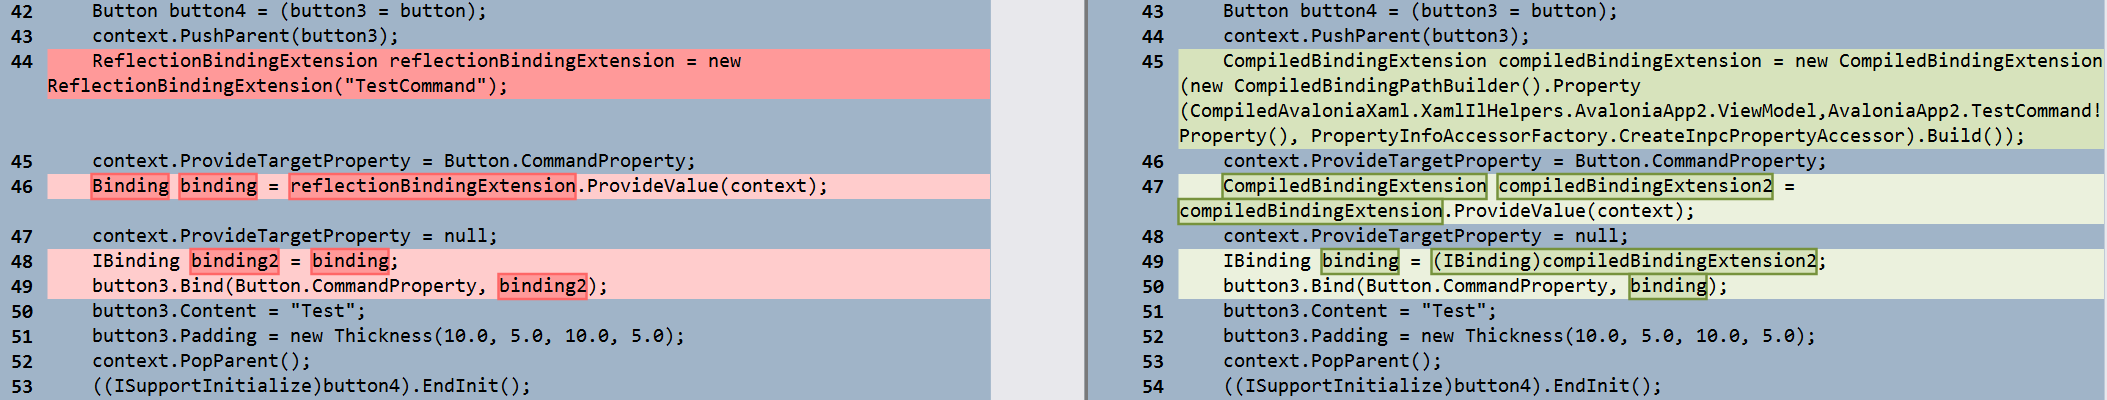 42 Button button4 = (button3 = button);
43 context.PushParent(button3);
44 ReflectionBindingExtension reflectionBindingExtension = new
ReflectionBindingExtension("TestCommand");
45 context.ProvideTargetProperty = Button.CommandProperty;
46 Binding binding = reflectionBindingExtension.ProvideValue(context);
47 context.ProvideTargetProperty = null;
48 IBinding binding2 = binding;
49 button3.Bind(Button.CommandProperty, binding2);
50 button3.Content = "Test";
51 button3.Padding = new Thickness(10.0, 5.0, 10.0, 5.0);
52 context.PopParent();
53 ((ISupportInitialize)button4).EndInit();
43 Button button4 = (button3 = button);
44 context.PushParent(button3);
45 CompiledBindingExtension compiledBindingExtension = new CompiledBindingExtension
(new CompiledBindingPathBuilder().Property
(CompiledAvaloniaXaml.XamlIlHelpers.AvaloniaApp2.ViewModel,AvaloniaApp2.TestCommand!
Property(), PropertyInfoAccessorFactory.CreateInpcPropertyAccessor).Build());
46 context.ProvideTargetProperty = Button.CommandProperty;
47 CompiledBindingExtension compiledBindingExtension2 =
compiledBindingExtension.ProvideValue(context);
48 context.ProvideTargetProperty = null;
49 IBinding binding = (IBinding)compiledBindingExtension2;
50 button3.Bind(Button.CommandProperty, binding);
51 button3.Content = "Test";
52 button3.Padding = new Thickness(10.0, 5.0, 10.0, 5.0);
53 context.PopParent();
54 ((ISupportInitialize)button4).EndInit();